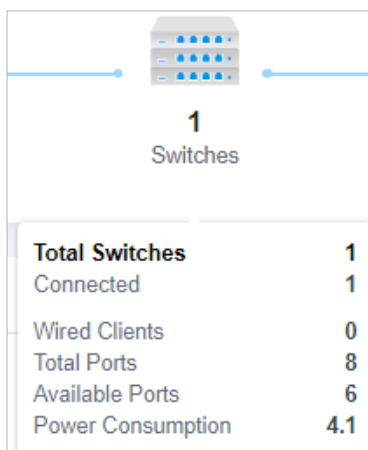 1
Switches
Total Switches 1
Connected 1
Wired Clients 0
Total Ports 8
Available Ports 6
Power Consumption 4.1